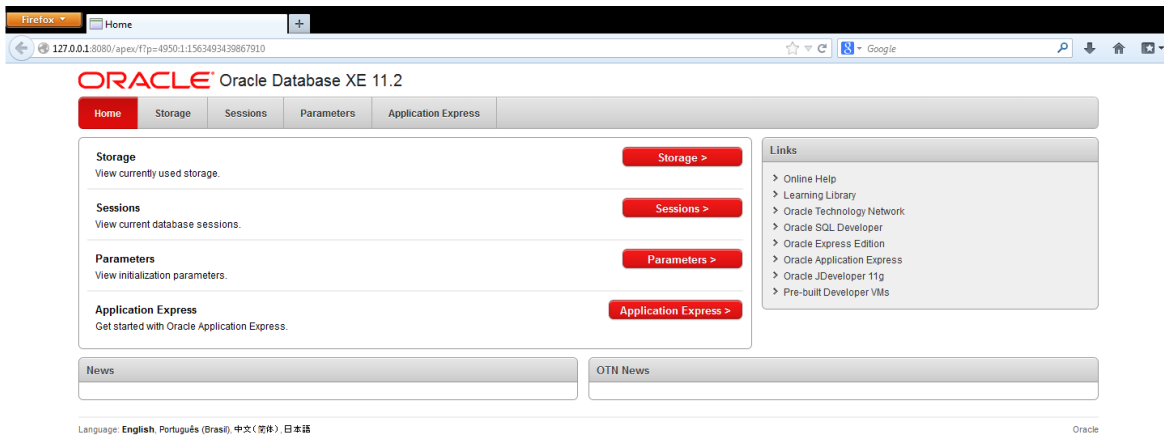 Firefox
Home
127.0.0.1:8080/apex/f?p=4950:1:1563493439867910
Google
ORACLE Oracle Database XE 11.2
Home Storage Sessions Parameters Application Express
Storage
View currently used storage.
Storage >
Sessions
View current database sessions.
Sessions >
Parameters
View initialization parameters.
Parameters >
Application Express
Get started with Oracle Application Express.
Application Express >
Links
Online Help
Learning Library
Oracle Technology Network
Oracle SQL Developer
Oracle Express Edition
Oracle Application Express
Oracle JDeveloper 11g
Pre-built Developer VMs
News
OTN News
Language: English, Português (Brasil), 中文(简体), 日本語
Oracle